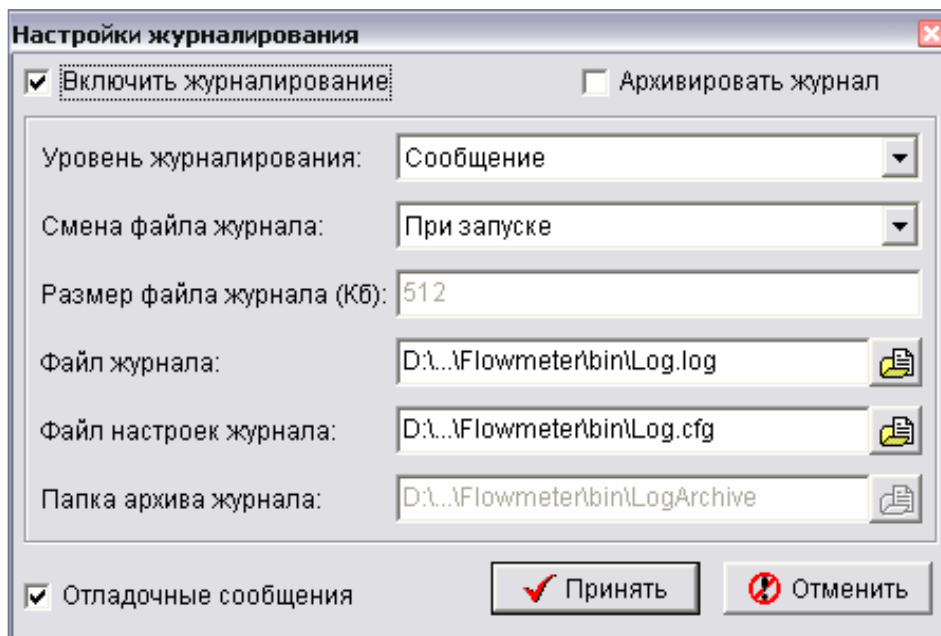 Настройки журналирования
Включить журналирование
Архивировать журнал
Уровень журналирования: Сообщение
Смена файла журнала: При запуске
Размер файла журнала (Кб): 512
Файл журнала: D:\...\Flowmeter\bin\Log.log
Файл настроек журнала: D:\...\Flowmeter\bin\Log.cfg
Папка архива журнала: D:\...\Flowmeter\bin\LogArchive
Отладочные сообщения
Принять
Отменить